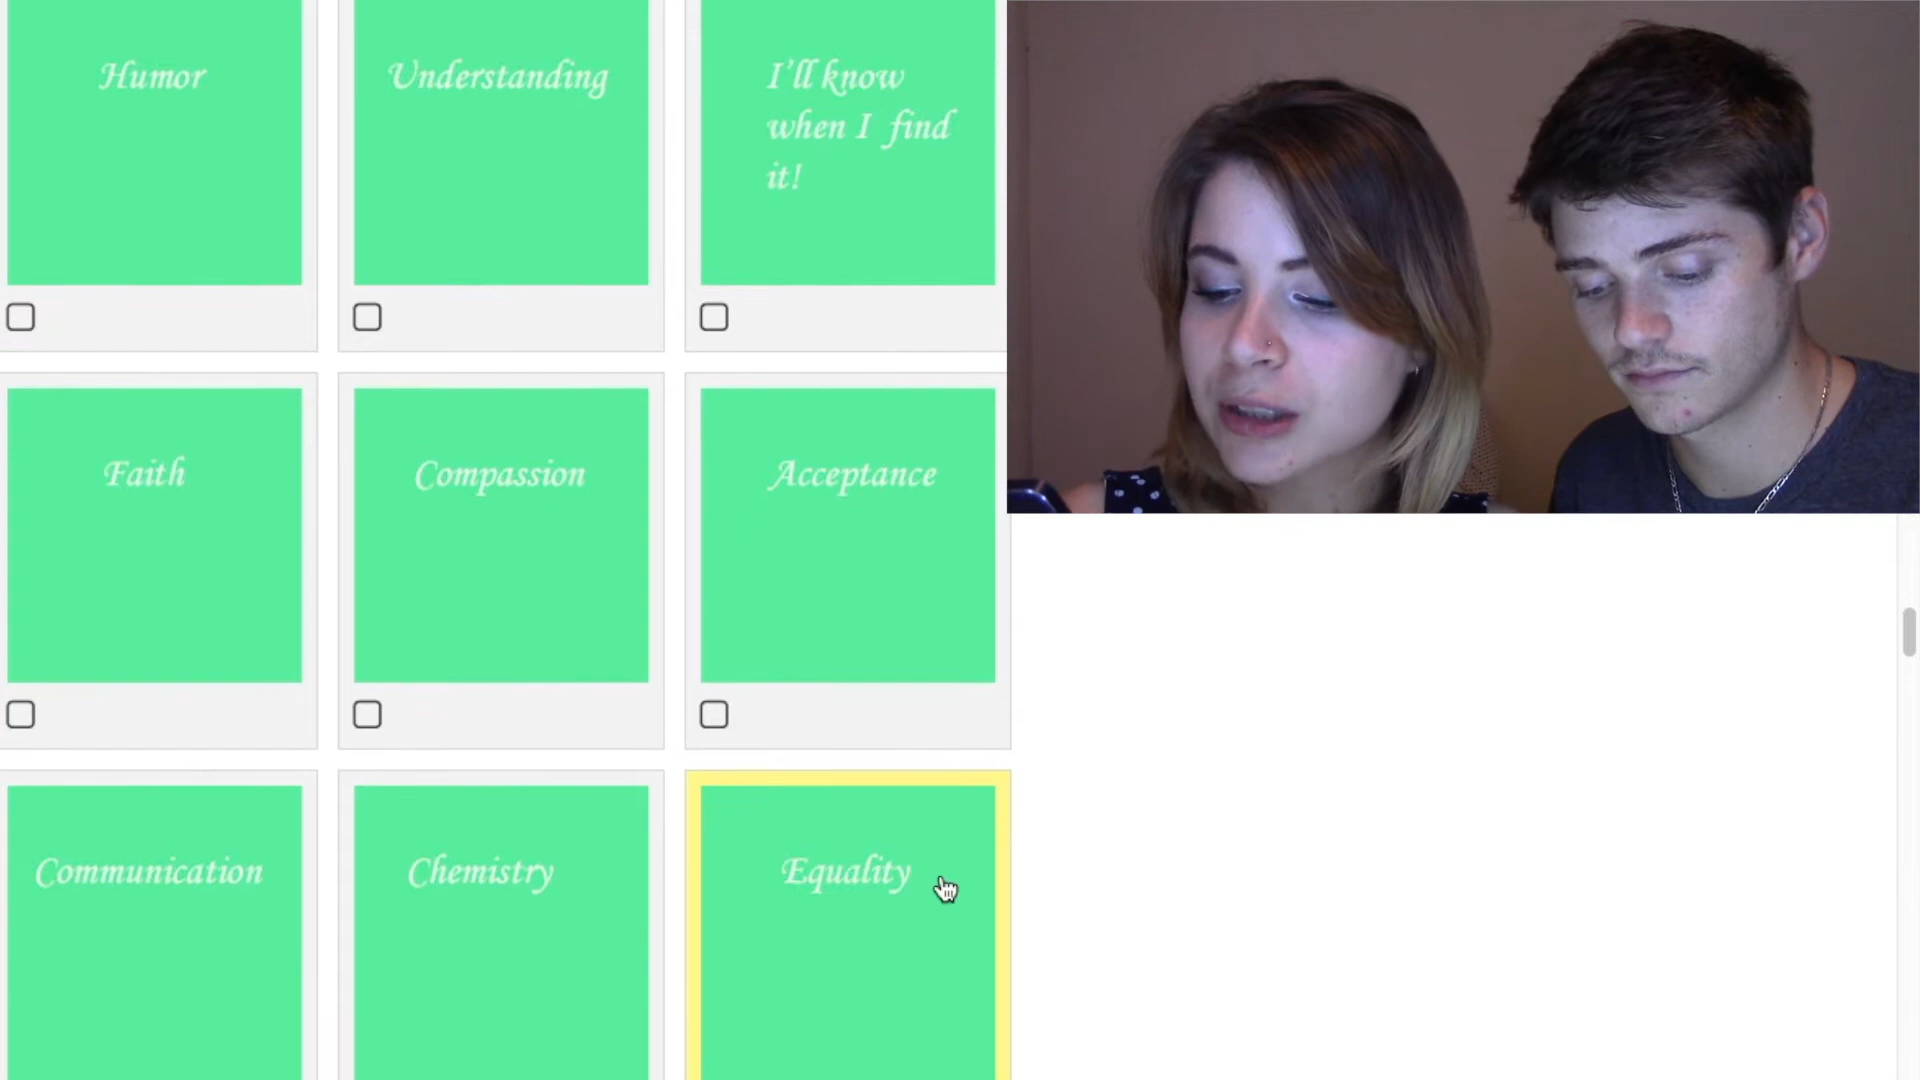 Humor
Understanding
I'll know
when I find
it!
Faith
Compassion
Acceptance
Communication
Chemistry
Equality